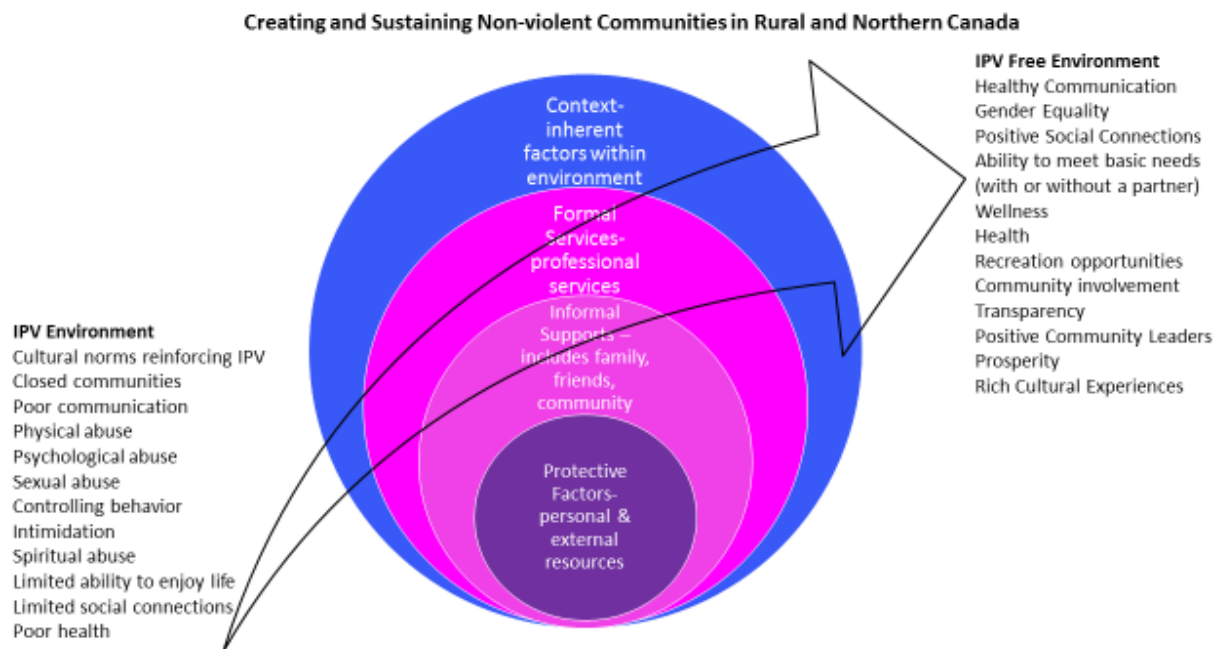 Creating and Sustaining Non-violent Communities in Rural and Northern Canada
IPV Environment
Cultural norms reinforcing IPV
Closed communities
Poor communication
Physical abuse
Psychological abuse
Sexual abuse
Controlling behavior
Intimidation
Spiritual abuse
Limited ability to enjoy life
Limited social connections
Poor health
Context-
inherent
factors within
environment
Formal
Services-
professional
services
Informal
Supports –
includes family,
friends,
community
Protective
Factors-
personal &
external
resources
IPV Free Environment
Healthy Communication
Gender Equality
Positive Social Connections
Ability to meet basic needs
(with or without a partner)
Wellness
Health
Recreation opportunities
Community involvement
Transparency
Positive Community Leaders
Prosperity
Rich Cultural Experiences